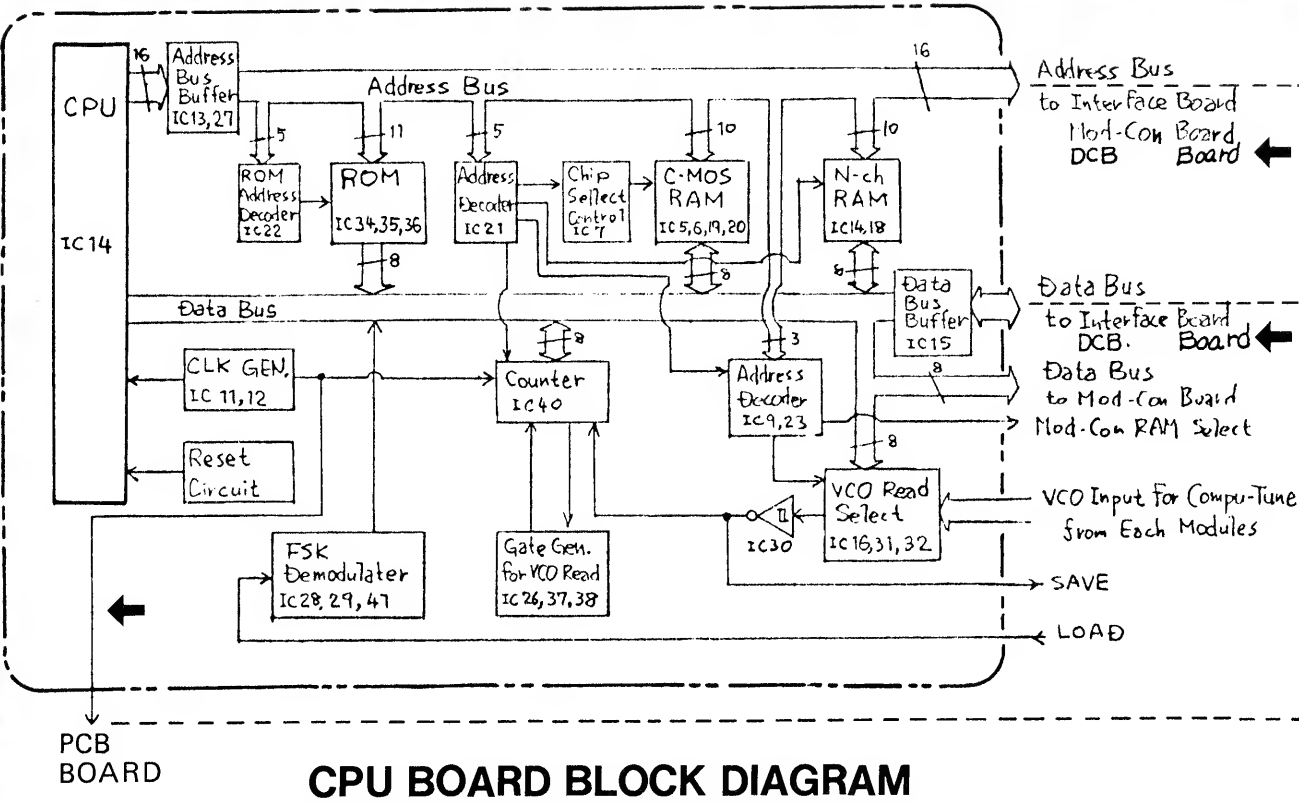 CPU
IC14
16
Address
Bus
Buffer
IC13,27
Address Bus
16
Address Bus
to Interface Board
Mod-Con Board
DCB Board
5
11
5
10
10
ROM
Address
Decoder
IC22
ROM
IC34,35,36
Address
Decoder
IC21
Chip
Sellect
Control
IC7
C-MOS
RAM
IC5,6,19,20
N-ch
RAM
IC14,18
8
8
8
Data Bus
Data
Bus
Buffer
IC15
Data Bus
to Interface Board
DCB. Board
8
3
8
Data Bus
to Mod-Con Board
Mod-Con RAM Select
CLK GEN.
IC 11,12
Counter
IC40
Address
Decoder
IC9,23
8
Reset
Circuit
VCO Read
Select
IC16,31,32
IC30
VCO Input for Compu-Tune
from Each Modules
FSK
Demodulater
IC28,29,47
Gate Gen.
for VCO Read
IC26,37,38
SAVE
LOAD
PCB
BOARD
CPU BOARD BLOCK DIAGRAM